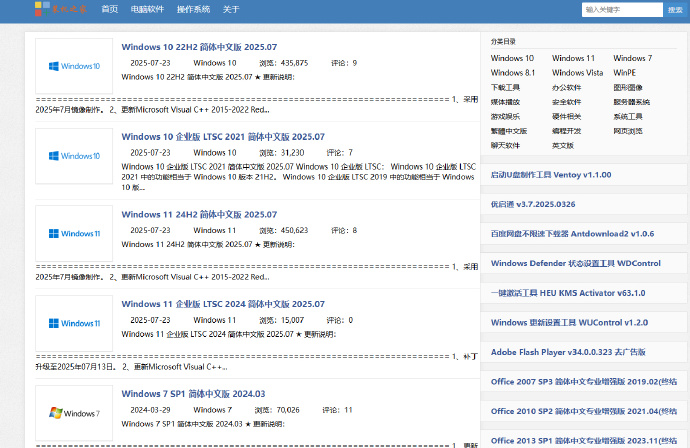 首页 电脑软件 操作系统 关于
输入关键字 搜索
Windows10
Windows 10 22H2 简体中文版 2025.07
2025-07-23 Windows 10 浏览：435,875 评论：9
Windows 10 22H2 简体中文版 2025.07 ★ 更新说明：
1、采用
2025年7月镜像制作。 2、更新Microsoft Visual C++ 2015-2022 Red...
Windows10
Windows 10 企业版 LTSC 2021 简体中文版 2025.07
2025-07-23 Windows 10 浏览：31,230 评论：7
Windows 10 企业版 LTSC 2021 简体中文版 2025.07 Windows 10 企业版 LTSC： Windows 10 企业版 LTSC
2021 中的功能相当于 Windows 10 版本 21H2。 Windows 10 企业版 LTSC 2019 中的功能相当于 Windows
10 版...
Windows 11
Windows 11 24H2 简体中文版 2025.07
2025-07-23 Windows 11 浏览：450,623 评论：8
Windows 11 24H2 简体中文版 2025.07 ★ 更新说明：
1、采用
2025年7月镜像制作。 2、更新Microsoft Visual C++ 2015-2022 Red...
Windows 11
Windows 11 企业版 LTSC 2024 简体中文版 2025.07
2025-07-23 Windows 11 浏览：15,007 评论：0
Windows 11 企业版 LTSC 2024 简体中文版 2025.07 ★ 更新说明：
1、补丁
升级至2025年07月13日。 2、更新Microsoft Visual C++...
Windows 7
Windows 7 SP1 简体中文版 2024.03
2024-03-29 Windows 7 浏览：70,026 评论：11
Windows 7 SP1 简体中文版 2024.03 ★ 更新说明：
1、更新
分类目录
Windows 10 Windows 11 Windows 7
Windows 8.1 Windows Vista WinPE
下载工具 办公软件 图形图像
媒体播放 安全软件 服务器系统
游戏娱乐 硬件相关 系统工具
繁體中文版 编程开发 网页浏览
聊天软件 英文版
启动U盘制作工具 Ventoy v1.1.00
优启通 v3.7.2025.0326
百度网盘不限速下载器 Antdownload2 v1.0.6
Windows Defender 状态设置工具 WDControl
一键激活工具 HEU KMS Activator v63.1.0
Windows 更新设置工具 WUControl v1.2.0
Adobe Flash Player v34.0.0.323 去广告版
Office 2007 SP3 简体中文专业增强版 2019.02(终结
Office 2010 SP2 简体中文专业增强版 2021.04(终结
Office 2013 SP1 简体中文专业增强版 2023.11(终结